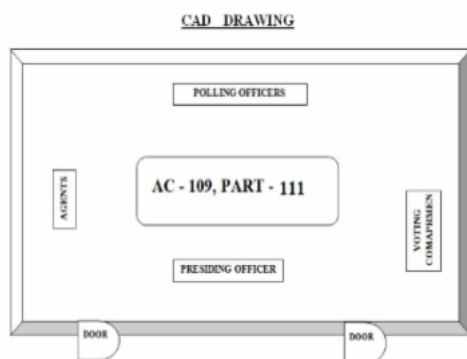 CAD DRAWING
POLLING OFFICERS
AGENTS
AC - 109, PART - 111
VOTING
COMAPRMEN
PRESIDING OFFICER
DOOR
DOOR